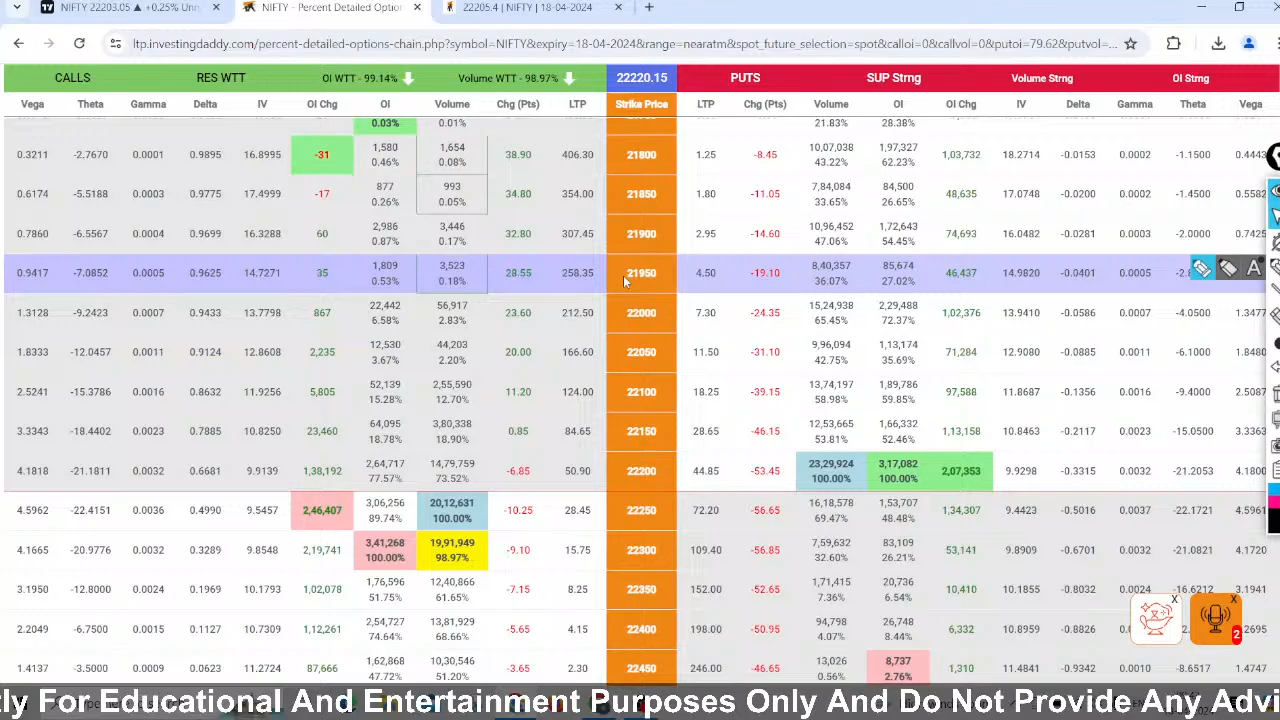 NIFTY 22203.05 ▲ +0.25% Unn
NIFTY - Percent Detailed Optio
22205.4 | NIFTY | 18-04-2024
ltp.investingdaddy.com/percent-detailed-options-chain.php?symbol=NIFTY&expiry=18-04-2024&range=nearatm&spot_future_selection=spot&calloi=0&callvol=0&putoi=79.62&putvol=...
CALLS RES WTT OI WTT - 99.14% Volume WTT - 98.97% 22220.15 PUTS SUP Strng Volume Strng OI Strng
Vega Theta Gamma Delta IV OI Chg OI Volume Chg (Pts) LTP Strike Price LTP Chg (Pts) Volume OI OI Chg IV Delta Gamma Theta Vega
0.03% 0.01% 21.83% 28.38%
0.3211 -2.7670 0.0001 0.9895 16.8995 -31 1,580 1,654 38.90 406.30 21800 1.25 -8.45 10,07,038 1,97,327 1,03,732 18.2714 -0.0153 0.0002 -1.1500 0.4443
0.46% 0.08% 43.22% 62.23%
0.6174 -5.5188 0.0003 0.9775 17.4999 -17 877 993 34.80 354.00 21850 1.80 -11.05 7,84,084 84,500 48,635 17.0748 -0.0200 0.0002 -1.4500 0.5582
0.26% 0.05% 33.65% 26.65%
0.7860 -6.5567 0.0004 0.9699 16.3288 60 2,986 3,446 32.80 307.45 21900 2.95 -14.60 10,96,452 1,72,643 74,693 16.0482 -0.0281 0.0003 -2.0000 0.7425
0.87% 0.17% 47.06% 54.45%
0.9417 -7.0852 0.0005 0.9625 14.7271 35 1,809 3,523 28.55 258.35 21950 4.50 -19.10 8,40,357 85,674 46,437 14.9820 -0.0401 0.0005 A
0.53% 0.18% 36.07% 27.02%
1.3128 -9.2423 0.0007 0.9433 13.7798 867 22,442 56,917 23.60 212.50 22000 7.30 -24.35 15,24,938 2,29,488 1,02,376 13.9410 -0.0586 0.0007 -4.0500 1.3477
6.58% 2.83% 65.45% 72.37%
1.8333 -12.0457 0.0011 0.9124 12.8608 2,235 12,530 44,203 20.00 166.60 22050 11.50 -31.10 9,96,094 1,13,174 71,284 12.9080 -0.0885 0.0011 -6.1000 1.8480
3.67% 2.20% 42.75% 35.69%
2.5241 -15.3786 0.0016 0.8632 11.9256 5,805 52,139 2,55,590 11.20 124.00 22100 18.25 -39.15 13,74,197 1,89,786 97,588 11.8687 -0.1356 0.0016 -9.4000 2.5087
15.28% 12.70% 58.98% 59.85%
3.3343 -18.4402 0.0023 0.7885 10.8250 23,460 64,095 3,80,338 0.85 84.65 22150 28.65 -46.15 12,53,665 1,66,332 1,13,158 10.8463 -0.2117 0.0023 -15.0500 3.3363
18.78% 18.90% 53.81% 52.46%
4.1818 -21.1811 0.0032 0.6681 9.9139 1,38,192 2,64,717 14,79,759 -6.85 50.90 22200 44.85 -53.45 23,29,924 3,17,082 2,07,353 9.9298 -0.3315 0.0032 -21.2053 4.1800
77.57% 73.52% 100.00% 100.00%
4.5962 -22.4151 0.0036 0.4990 9.4543 2,46,407 3,06,256 20,12,631 -10.25 28.45 22250 72.20 -56.65 16,18,578 1,53,707 1,34,307 9.4423 -0.5016 0.0037 -22.1721 4.5961
89.74% 100.00% 69.47% 48.48%
4.1665 -20.9776 0.0032 0.3289 9.8548 2,19,741 3,41,268 19,91,949 -9.10 15.75 22300 109.40 -56.85 7,59,632 83,109 53,141 9.8909 -0.6701 0.0032 -21.0821 4.1720
100.00% 98.97% 32.60% 26.21%
3.1950 -12.8000 0.0024 0.1969 10.1793 1,02,078 1,76,596 12,40,866 -7.15 8.25 22350 152.00 -52.65 1,71,415 20,736 10,410 10.1855 -0.8032 0.0024 -16.6212
51.75% 61.65% 7.36% 6.54%
2.2049 -6.7500 0.0015 0.1127 10.7309 1,12,261 2,54,727 13,81,929 -5.65 4.15 22400 198.00 -50.95 94,798 26,748 6,332 10.8959 -0.8826
74.64% 68.66% 4.07% 8.44%
1.4137 -3.5000 0.0009 0.0623 11.2724 87,666 1,62,868 10,30,546 -3.65 2.30 22450 246.00 -46.65 13,026 8,737 1,310 11.4841 -0.9342 0.0010 -8.6517 1.4747
47.72% 51.20% 0.56% 2.76%
X X
2
tly For Educational And Entertainment Purposes Only And Do Not Provide Any Advi